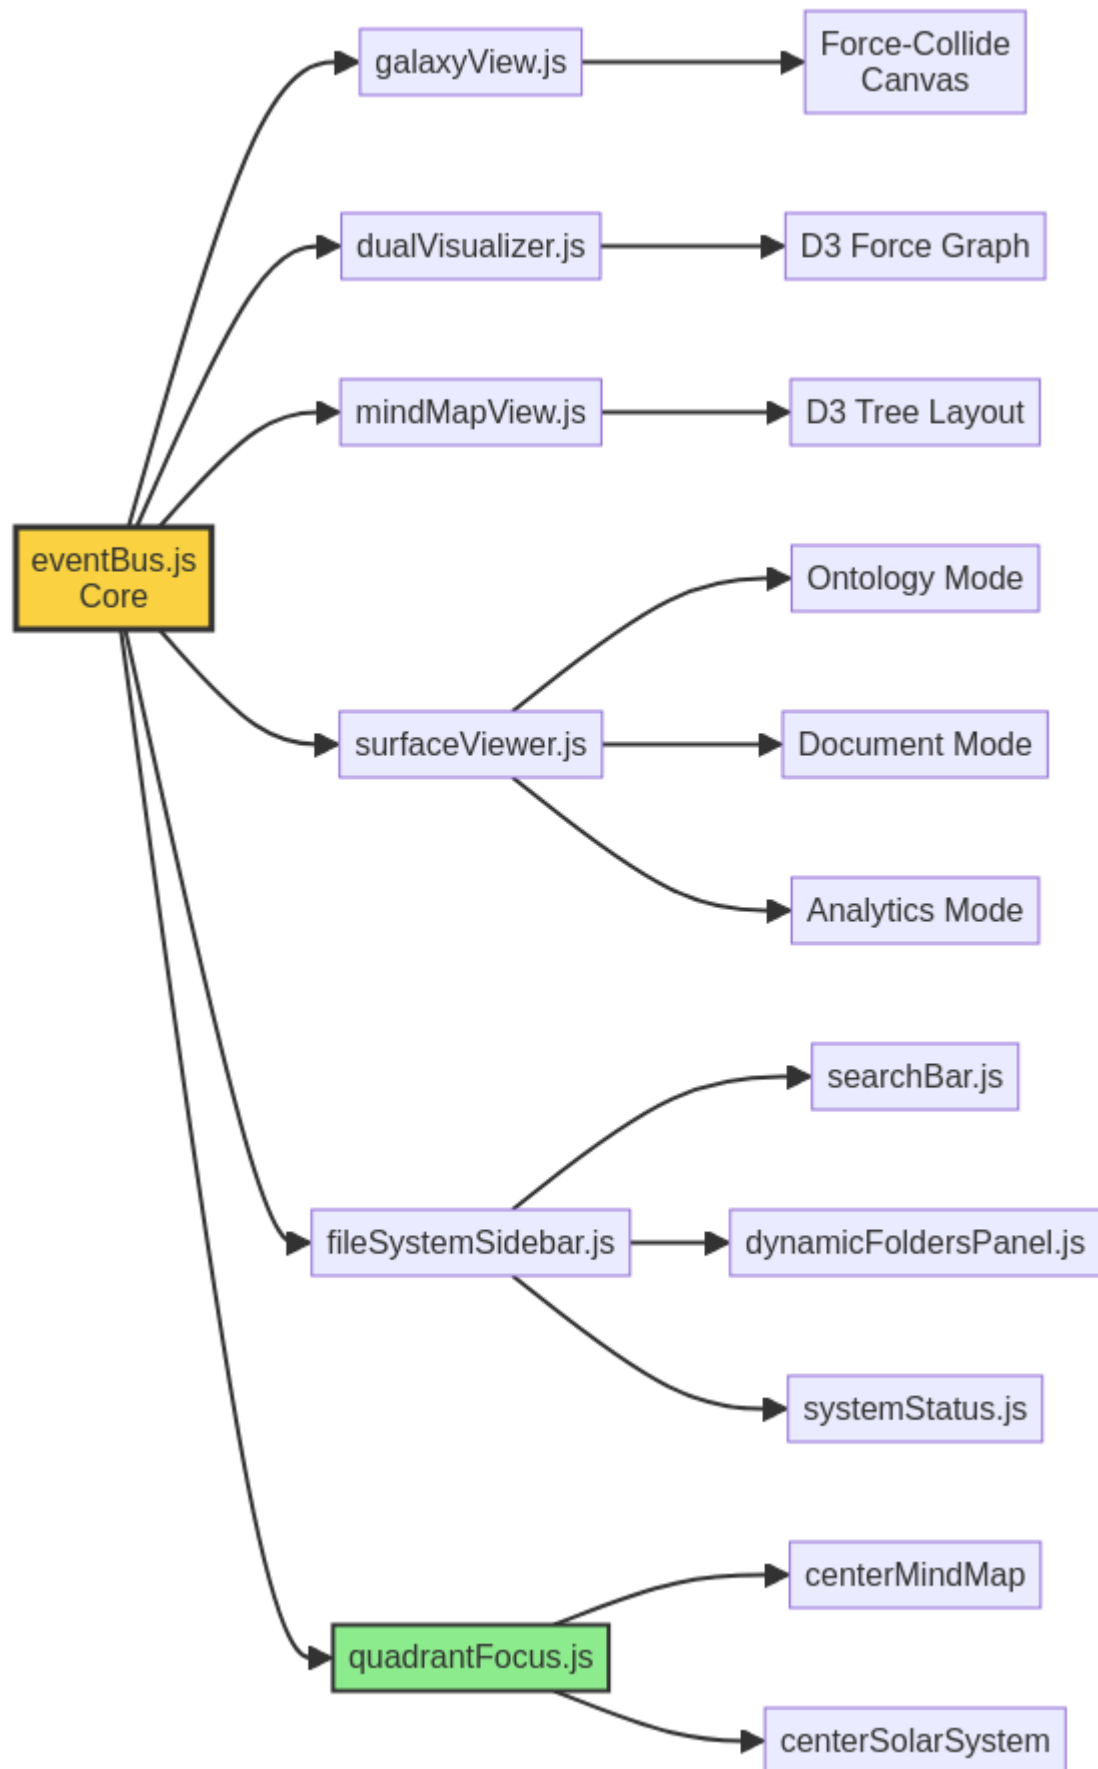 galaxyView.js
Force-Collide
Canvas
dualVisualizer.js
D3 Force Graph
mindMapView.js
D3 Tree Layout
eventBus.js
Core
Ontology Mode
surfaceViewer.js
Document Mode
Analytics Mode
searchBar.js
fileSystemSidebar.js
dynamicFoldersPanel.js
systemStatus.js
centerMindMap
quadrantFocus.js
centerSolarSystem